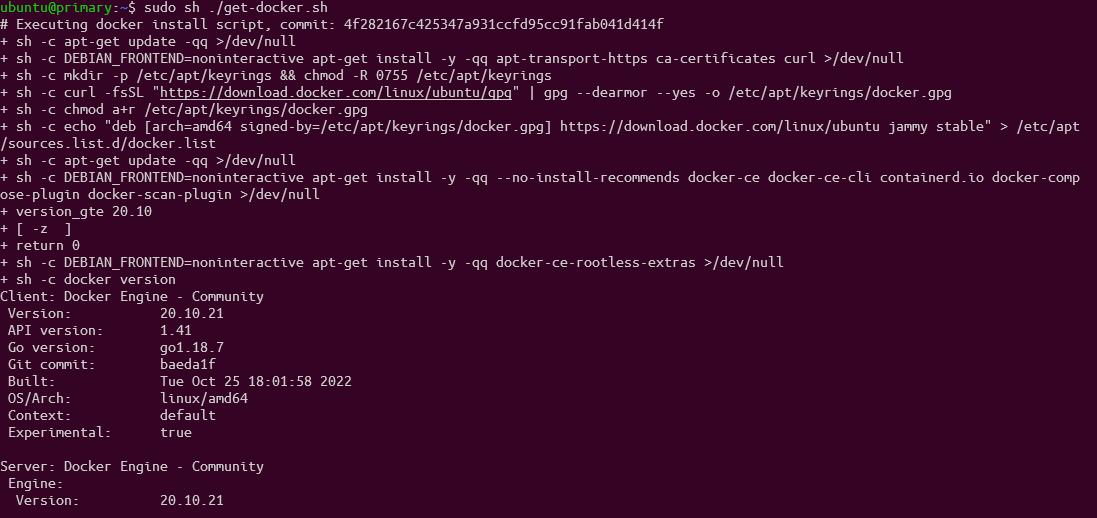 ubuntu@primary:~$ sudo sh ./get-docker.sh
# Executing docker install script, commit: 4f282167c425347a931ccfd95cc91fab041d414f
+ sh -c apt-get update -qq >/dev/null
+ sh -c DEBIAN_FRONTEND=noninteractive apt-get install -y -qq apt-transport-https ca-certificates curl >/dev/null
+ sh -c mkdir -p /etc/apt/keyrings && chmod -R 0755 /etc/apt/keyrings
+ sh -c curl -fsSL "https://download.docker.com/linux/ubuntu/gpg" | gpg --dearmor --yes -o /etc/apt/keyrings/docker.gpg
+ sh -c chmod a+r /etc/apt/keyrings/docker.gpg
+ sh -c echo "deb [arch=amd64 signed-by=/etc/apt/keyrings/docker.gpg] https://download.docker.com/linux/ubuntu jammy stable" > /etc/apt
/sources.list.d/docker.list
+ sh -c apt-get update -qq >/dev/null
+ sh -c DEBIAN_FRONTEND=noninteractive apt-get install -y -qq --no-install-recommends docker-ce docker-ce-cli containerd.io docker-comp
ose-plugin docker-scan-plugin >/dev/null
+ version_gte 20.10
+ [ -z  ]
+ return 0
+ sh -c DEBIAN_FRONTEND=noninteractive apt-get install -y -qq docker-ce-rootless-extras >/dev/null
+ sh -c docker version
Client: Docker Engine - Community
 Version:           20.10.21
 API version:       1.41
 Go version:        go1.18.7
 Git commit:        baeda1f
 Built:             Tue Oct 25 18:01:58 2022
 OS/Arch:           linux/amd64
 Context:           default
 Experimental:      true

Server: Docker Engine - Community
 Engine:
  Version:          20.10.21